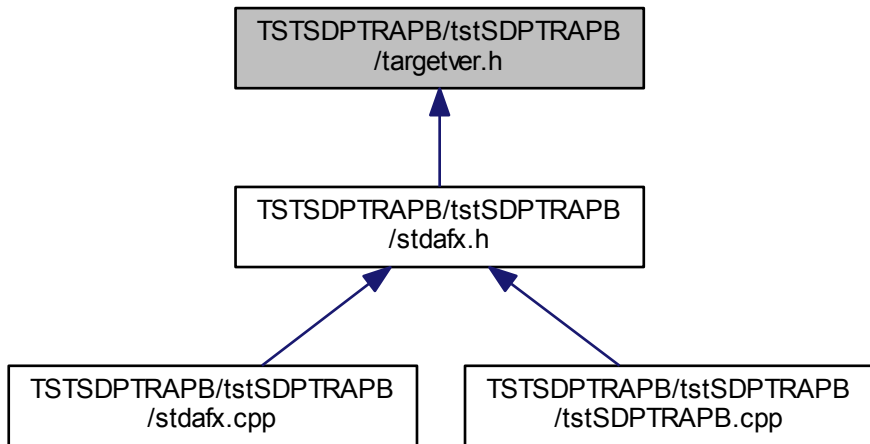 TSTSDPTRAPB/tstSDPTRAPB
/targetver.h
TSTSDPTRAPB/tstSDPTRAPB
/stdafx.h
TSTSDPTRAPB/tstSDPTRAPB
/stdafx.cpp
TSTSDPTRAPB/tstSDPTRAPB
/tstSDPTRAPB.cpp